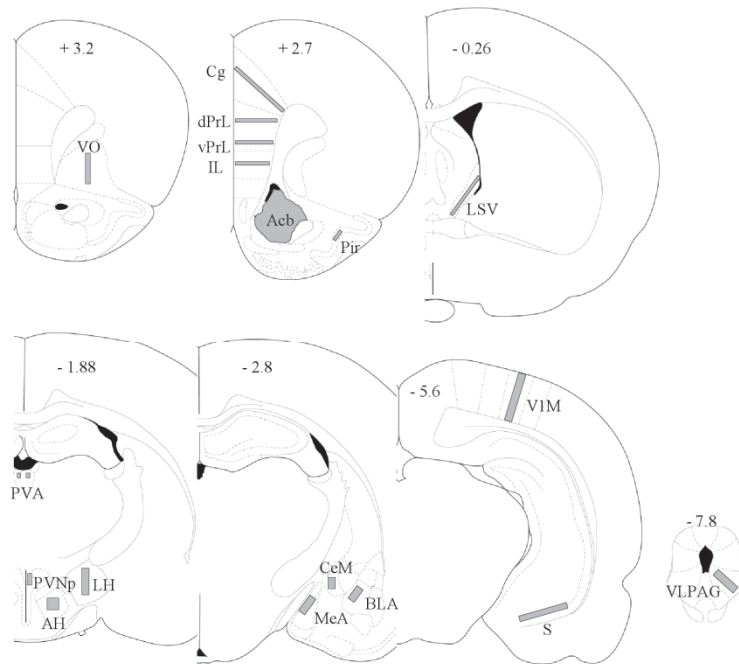 + 3.2
VO
+ 2.7
Cg
dPrL
vPrL
IL
Acb
Pir
- 0.26
LSV
- 1.88
PVA
PVNp
LH
AH
- 2.8
CeM
BLA
MeA
- 5.6
V1M
S
- 7.8
VLPAG